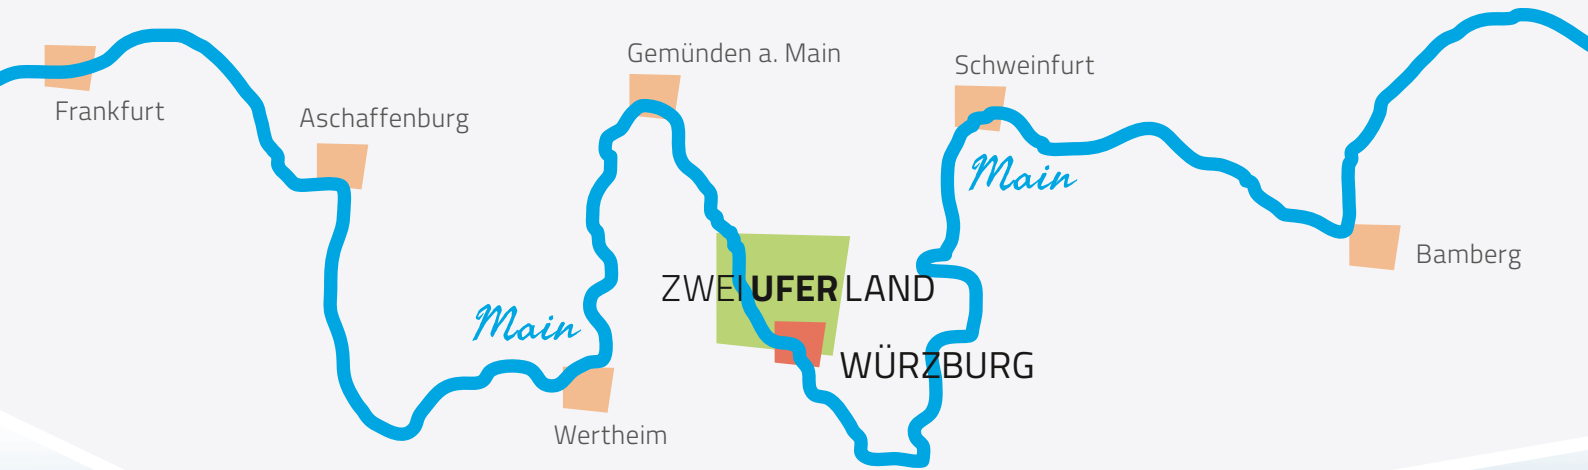 Gemünden a. Main
Schweinfurt
Frankfurt
Aschaffenburg
Main
Bamberg
ZWEIUFERLAND
Main
WÜRZBURG
Wertheim